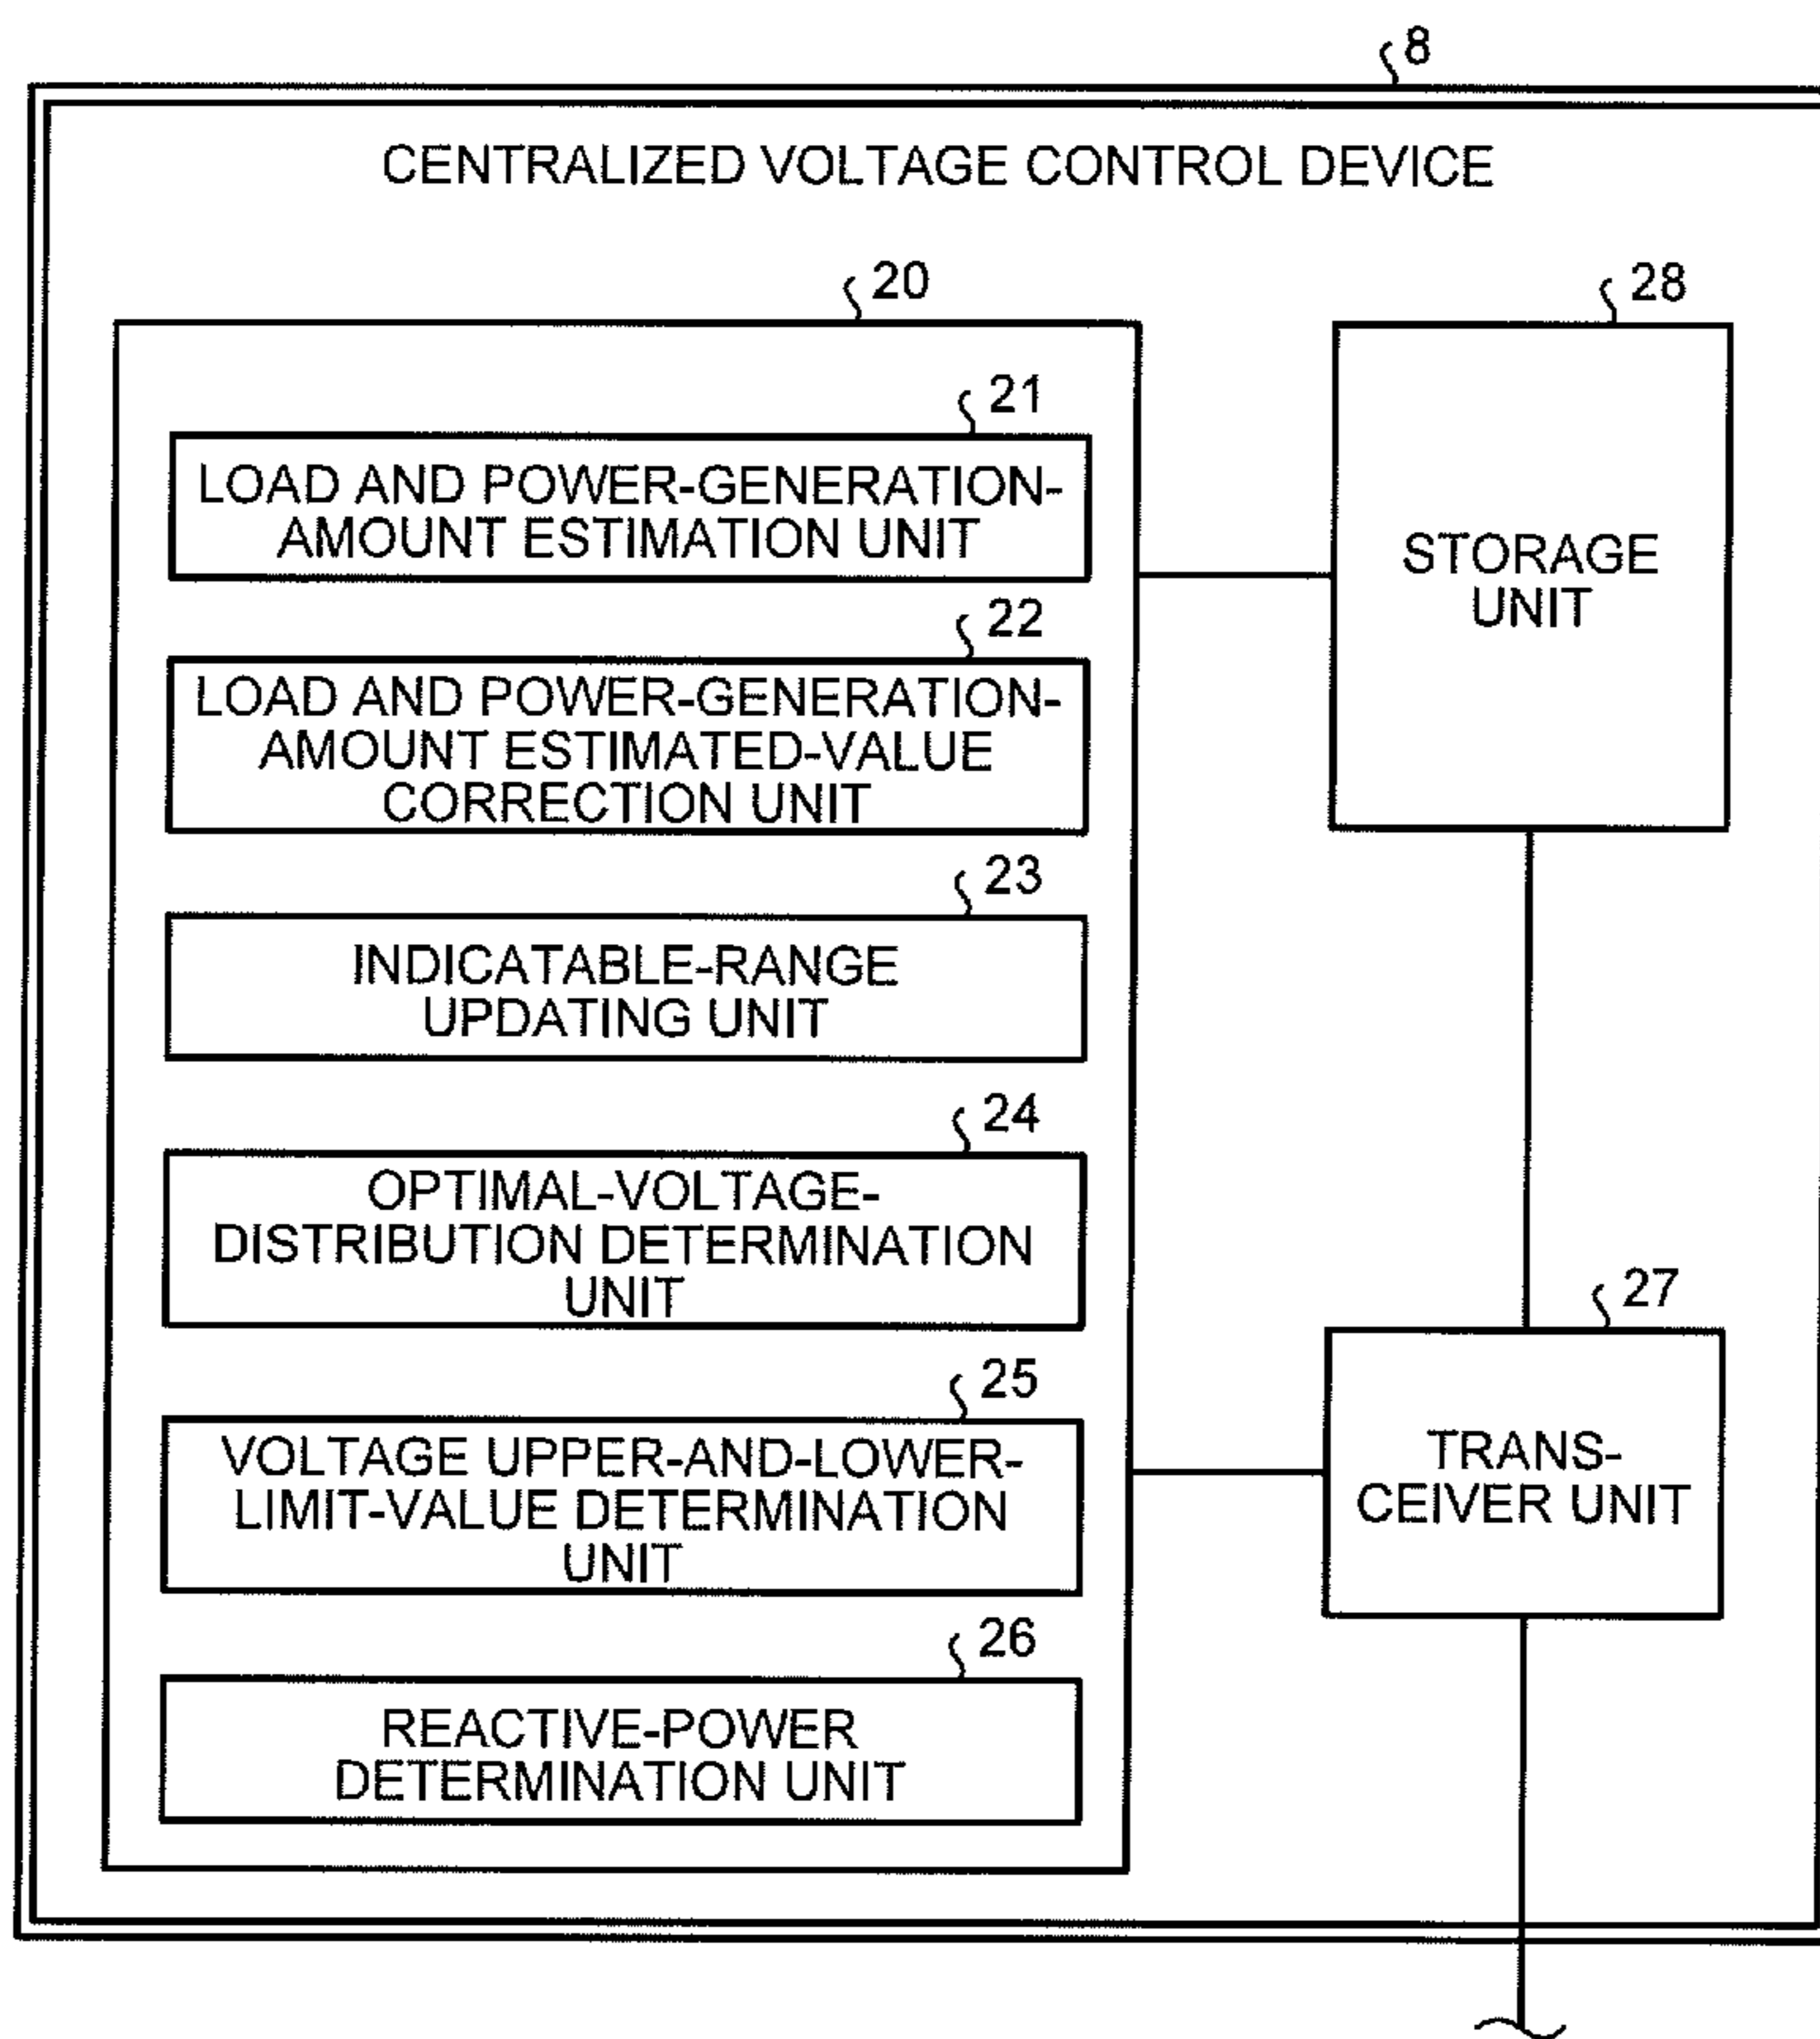 8
CENTRALIZED VOLTAGE CONTROL DEVICE
20
28
21
LOAD AND POWER-GENERATION-
AMOUNT ESTIMATION UNIT
STORAGE
UNIT
22
LOAD AND POWER-GENERATION-
AMOUNT ESTIMATED-VALUE
CORRECTION UNIT
23
INDICATABLE-RANGE
UPDATING UNIT
24
OPTIMAL-VOLTAGE-
DISTRIBUTION DETERMINATION
UNIT
27
25
VOLTAGE UPPER-AND-LOWER-
LIMIT-VALUE DETERMINATION
UNIT
TRANS-
CEIVER UNIT
26
REACTIVE-POWER
DETERMINATION UNIT